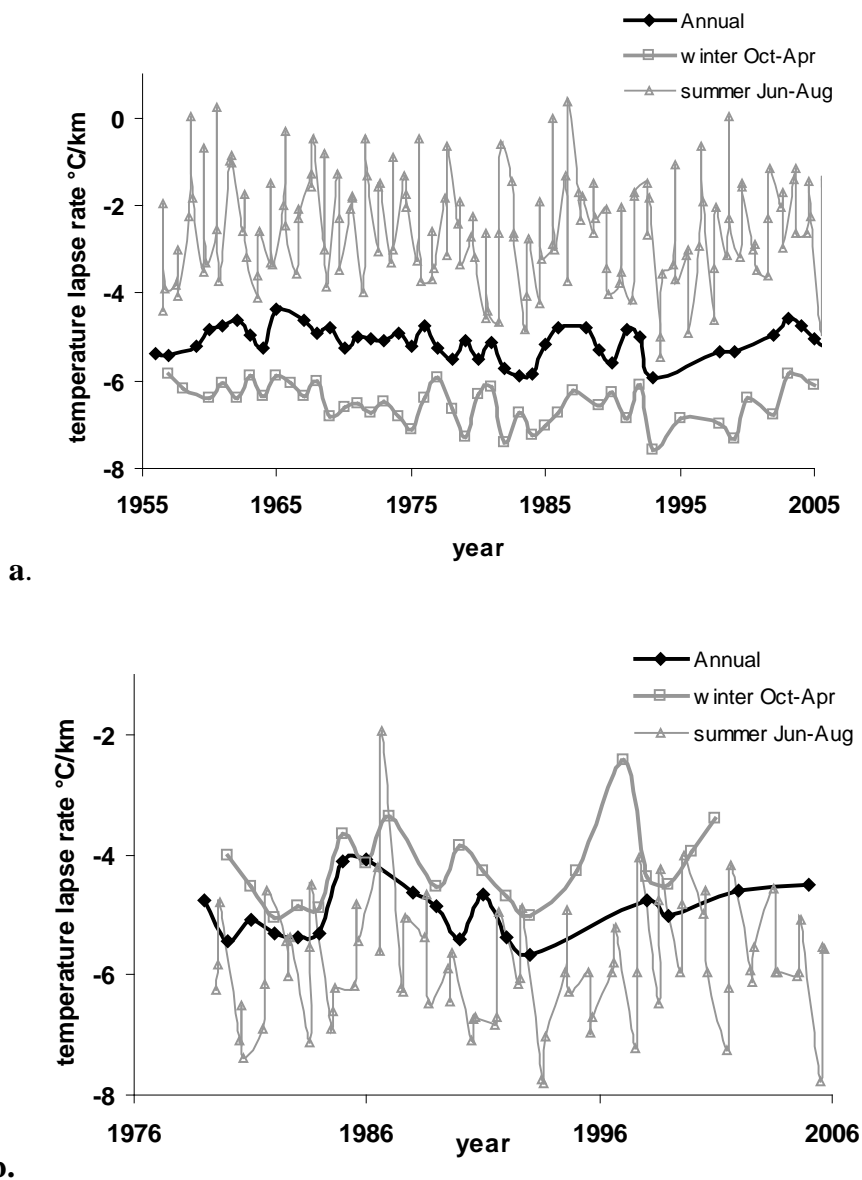 Annual
winter Oct-Apr
summer Jun-Aug
temperature lapse rate °C/km
0
-2
-4
-6
-8
1955 1965 1975 1985 1995 2005
year
a.
Annual
winter Oct-Apr
summer Jun-Aug
temperature lapse rate °C/km
-2
-4
-6
-8
1976 1986 1996 2006
year